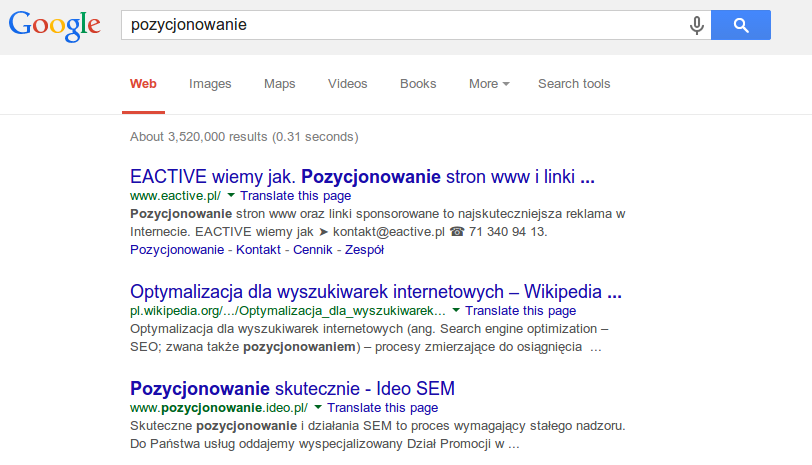 Google pozycjonowanie
Web Images Maps Videos Books More Search tools
About 3,520,000 results (0.31 seconds)
EACTIVE wiemy jak. Pozycjonowanie stron www i linki ...
www.eactive.pl/ Translate this page
Pozycjonowanie stron www oraz linki sponsorowane to najskuteczniejsza reklama w
Internecie. EACTIVE wiemy jak ➤ kontakt@eactive.pl ☎ 71 340 94 13.
Pozycjonowanie - Kontakt - Cennik - Zespół
Optymalizacja dla wyszukiwarek internetowych – Wikipedia ...
pl.wikipedia.org/.../Optymalizacja_dla_wyszukiwarek... Translate this page
Optymalizacja dla wyszukiwarek internetowych (ang. Search engine optimization –
SEO; zwana także pozycjonowaniem) – procesy zmierzające do osiągnięcia ...
Pozycjonowanie skutecznie - Ideo SEM
www.pozycjonowanie.ideo.pl/ Translate this page
Skuteczne pozycjonowanie i działania SEM to proces wymagający stałego nadzoru.
Do Państwa usług oddajemy wyspecjalizowany Dział Promocji w ...